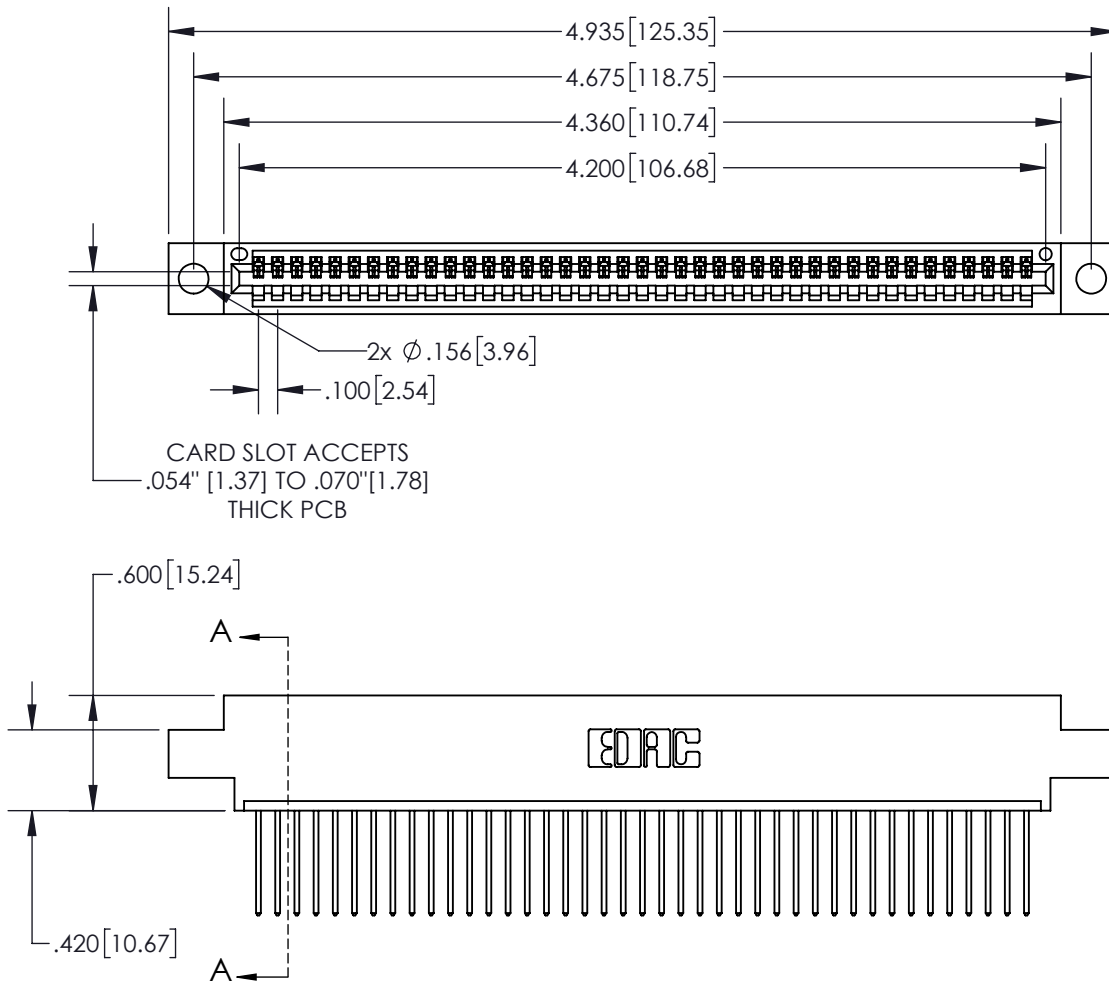 4.935[125.35]
4.675[118.75]
4.360[110.74]
4.200[106.68]
2x Ø .156[3.96]
.100[2.54]
CARD SLOT ACCEPTS
.054" [1.37] TO .070"[1.78]
THICK PCB
.600[15.24]
A
EDAC
.420[10.67]
A